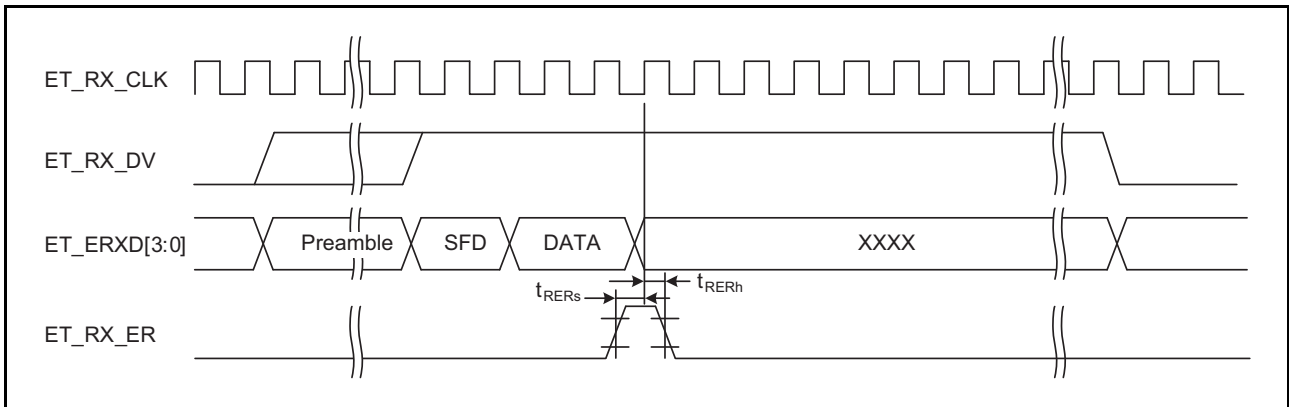 ET_RX_CLK
ET_RX_DV
ET_ERXD[3:0]
Preamble
SFD
DATA
XXXX
tRERs
tRERh
ET_RX_ER